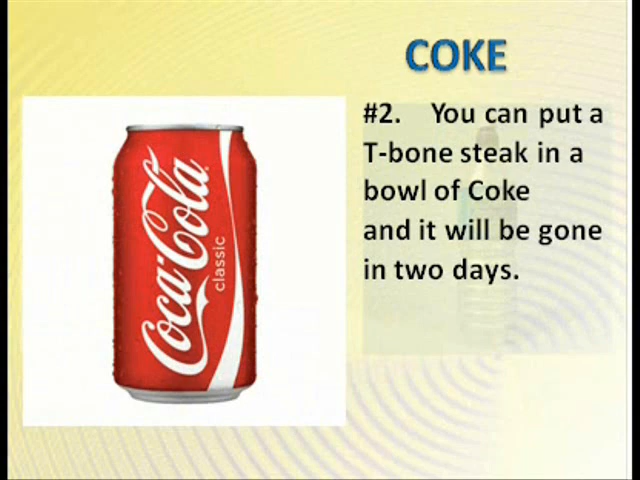 COKE
#2. You can put a
T-bone steak in a
bowl of Coke
and it will be gone
in two days.
Coca-Cola
classic